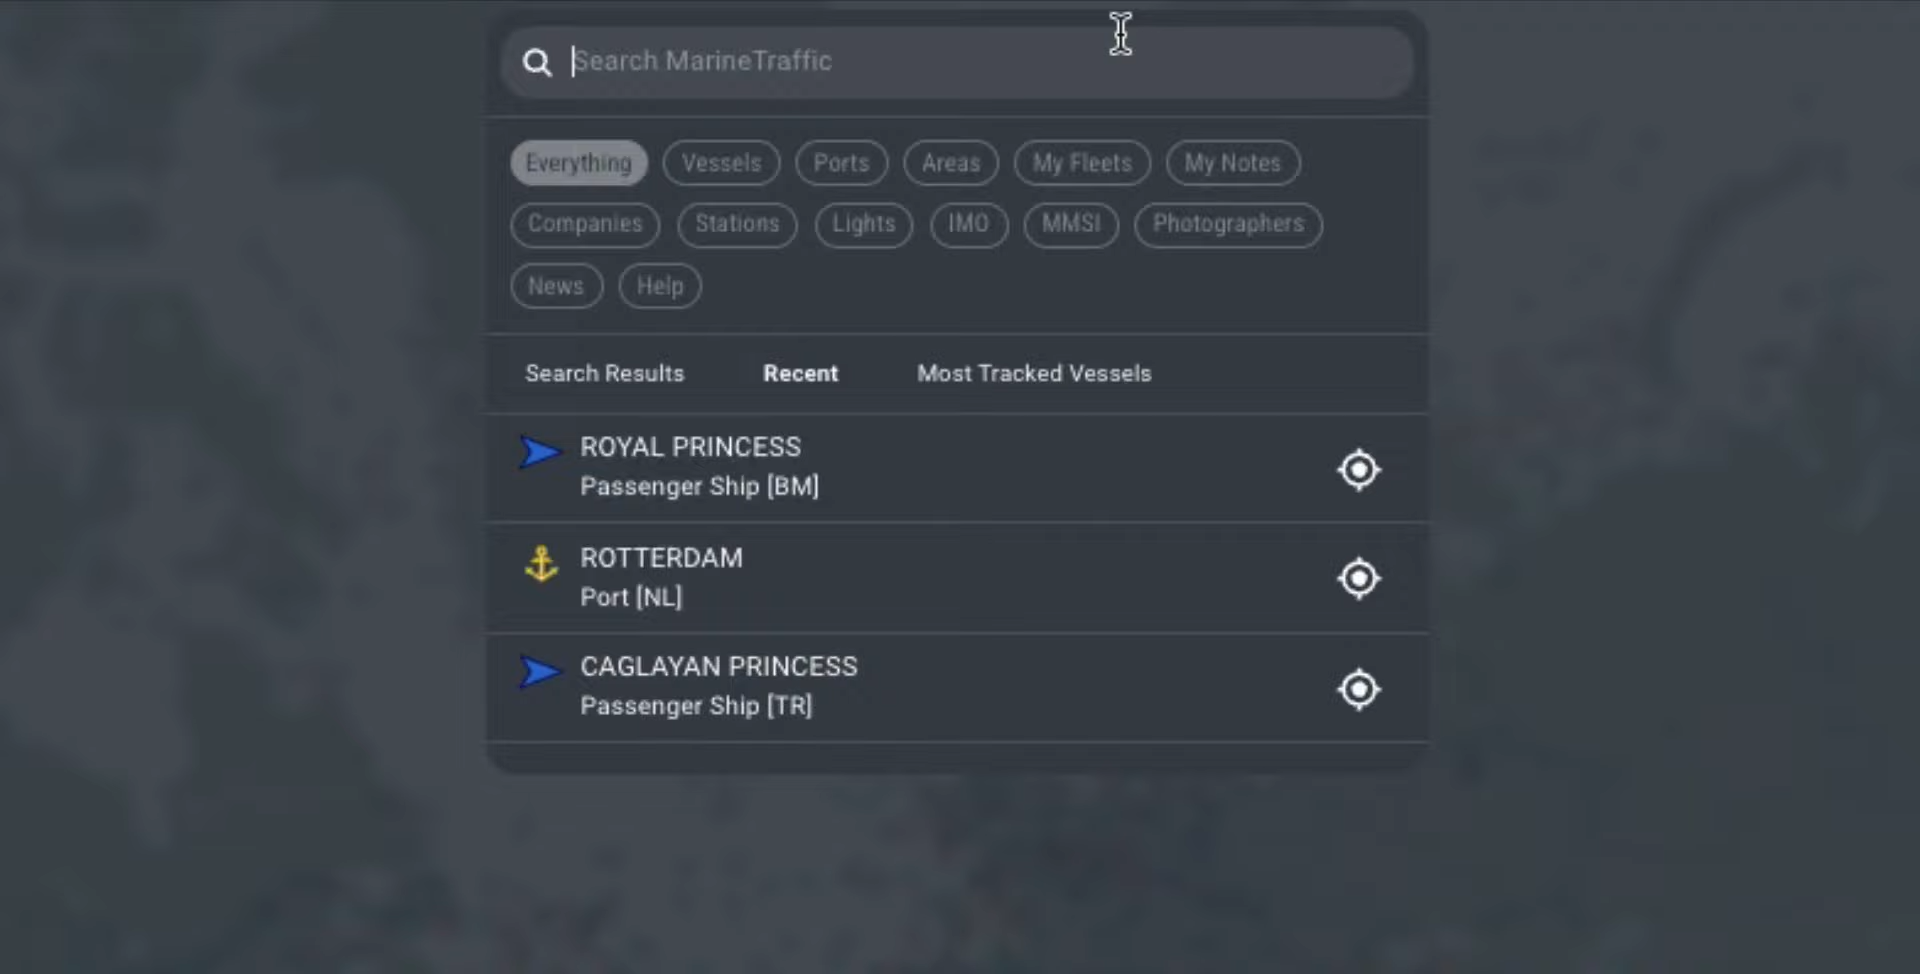 Search MarineTraffic
Everything Vessels Ports Areas My Fleets My Notes
Companies Stations Lights IMO MMSI Photographers
News Help
Search Results Recent Most Tracked Vessels
ROYAL PRINCESS
Passenger Ship [BM]
ROTTERDAM
Port [NL]
CAGLAYAN PRINCESS
Passenger Ship [TR]